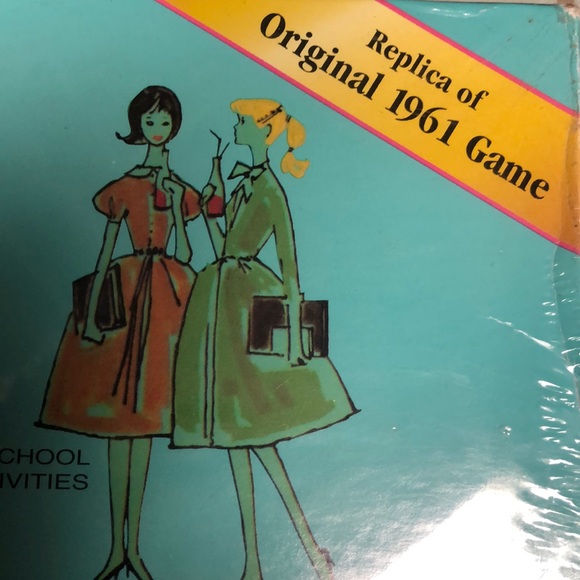 Replica of
Original 1961 Game
CHOOL
IVITIES